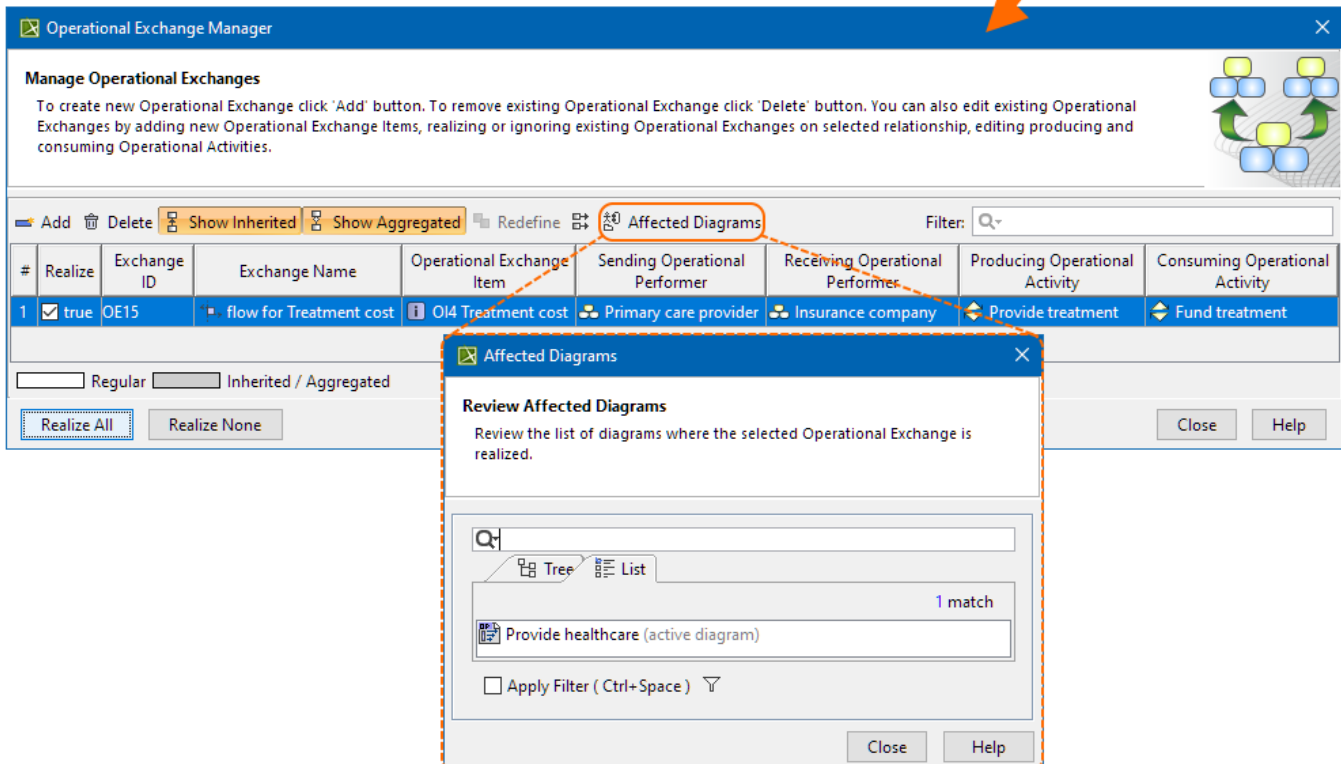 Operational Exchange Manager
Manage Operational Exchanges
To create new Operational Exchange click 'Add' button. To remove existing Operational Exchange click 'Delete' button. You can also edit existing Operational
Exchanges by adding new Operational Exchange Items, realizing or ignoring existing Operational Exchanges on selected relationship, editing producing and
consuming Operational Activities.
Add Delete Show Inherited Show Aggregated Redefine Affected Diagrams Filter:
# Realize Exchange ID Exchange Name Operational Exchange Item Sending Operational Performer Receiving Operational Performer Producing Operational Activity Consuming Operational Activity
1 true OE15 flow for Treatment cost OI4 Treatment cost Primary care provider Insurance company Provide treatment Fund treatment
Regular Inherited / Aggregated
Realize All Realize None Close Help
Affected Diagrams
Review Affected Diagrams
Review the list of diagrams where the selected Operational Exchange is
realized.
Tree List
1 match
Provide healthcare (active diagram)
Apply Filter ( Ctrl+Space )
Close Help